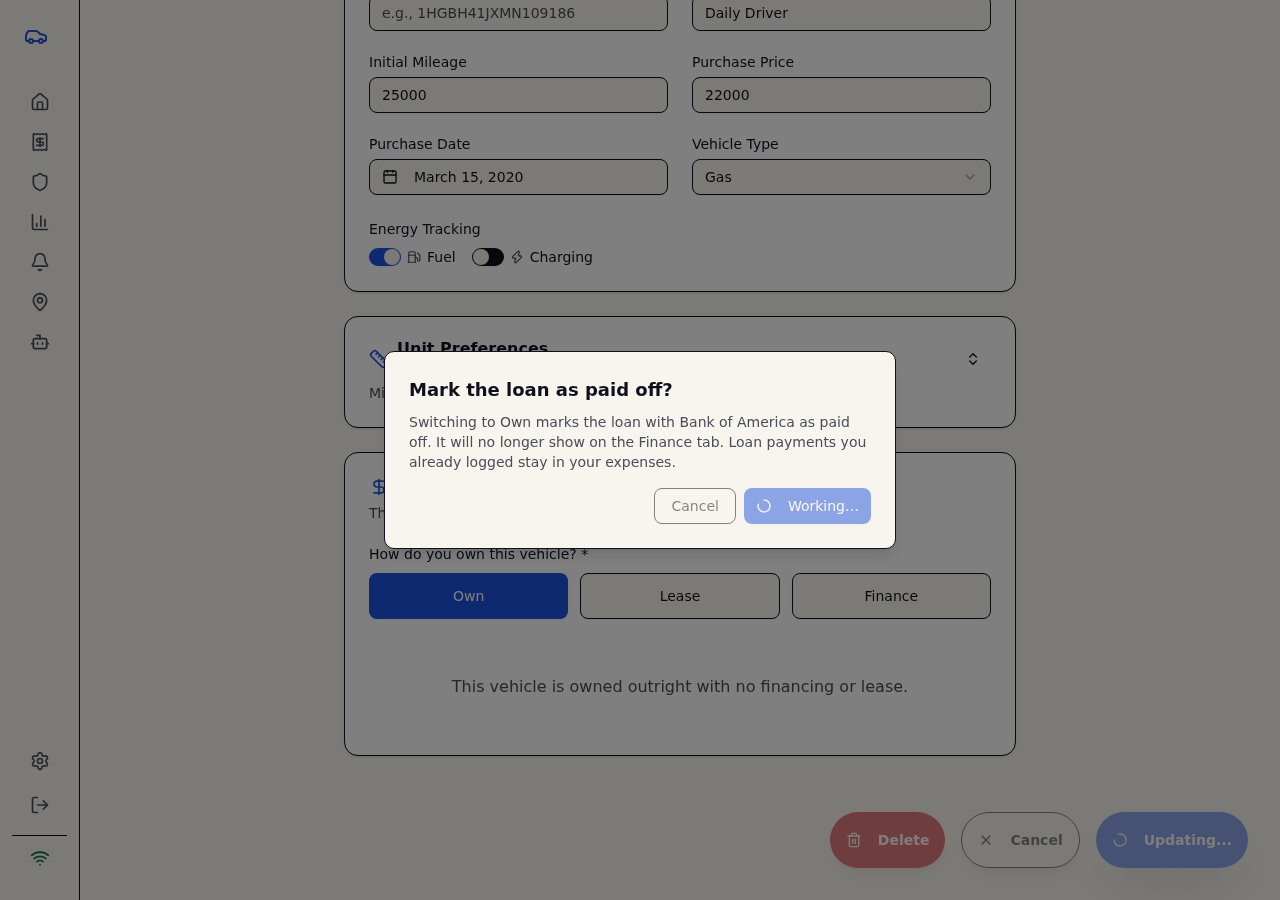 e.g., 1HGBH41JXMN109186
Daily Driver
Initial Mileage
Purchase Price
25000
22000
Purchase Date
Vehicle Type
March 15, 2020
Gas
Energy Tracking
Fuel
Charging
Unit Preferences
Mi
Mark the loan as paid off?
Switching to Own marks the loan with Bank of America as paid
off. It will no longer show on the Finance tab. Loan payments you
already logged stay in your expenses.
Cancel
Working...
Th
How do you own this vehicle? *
Own
Lease
Finance
This vehicle is owned outright with no financing or lease.
Delete
Cancel
Updating...